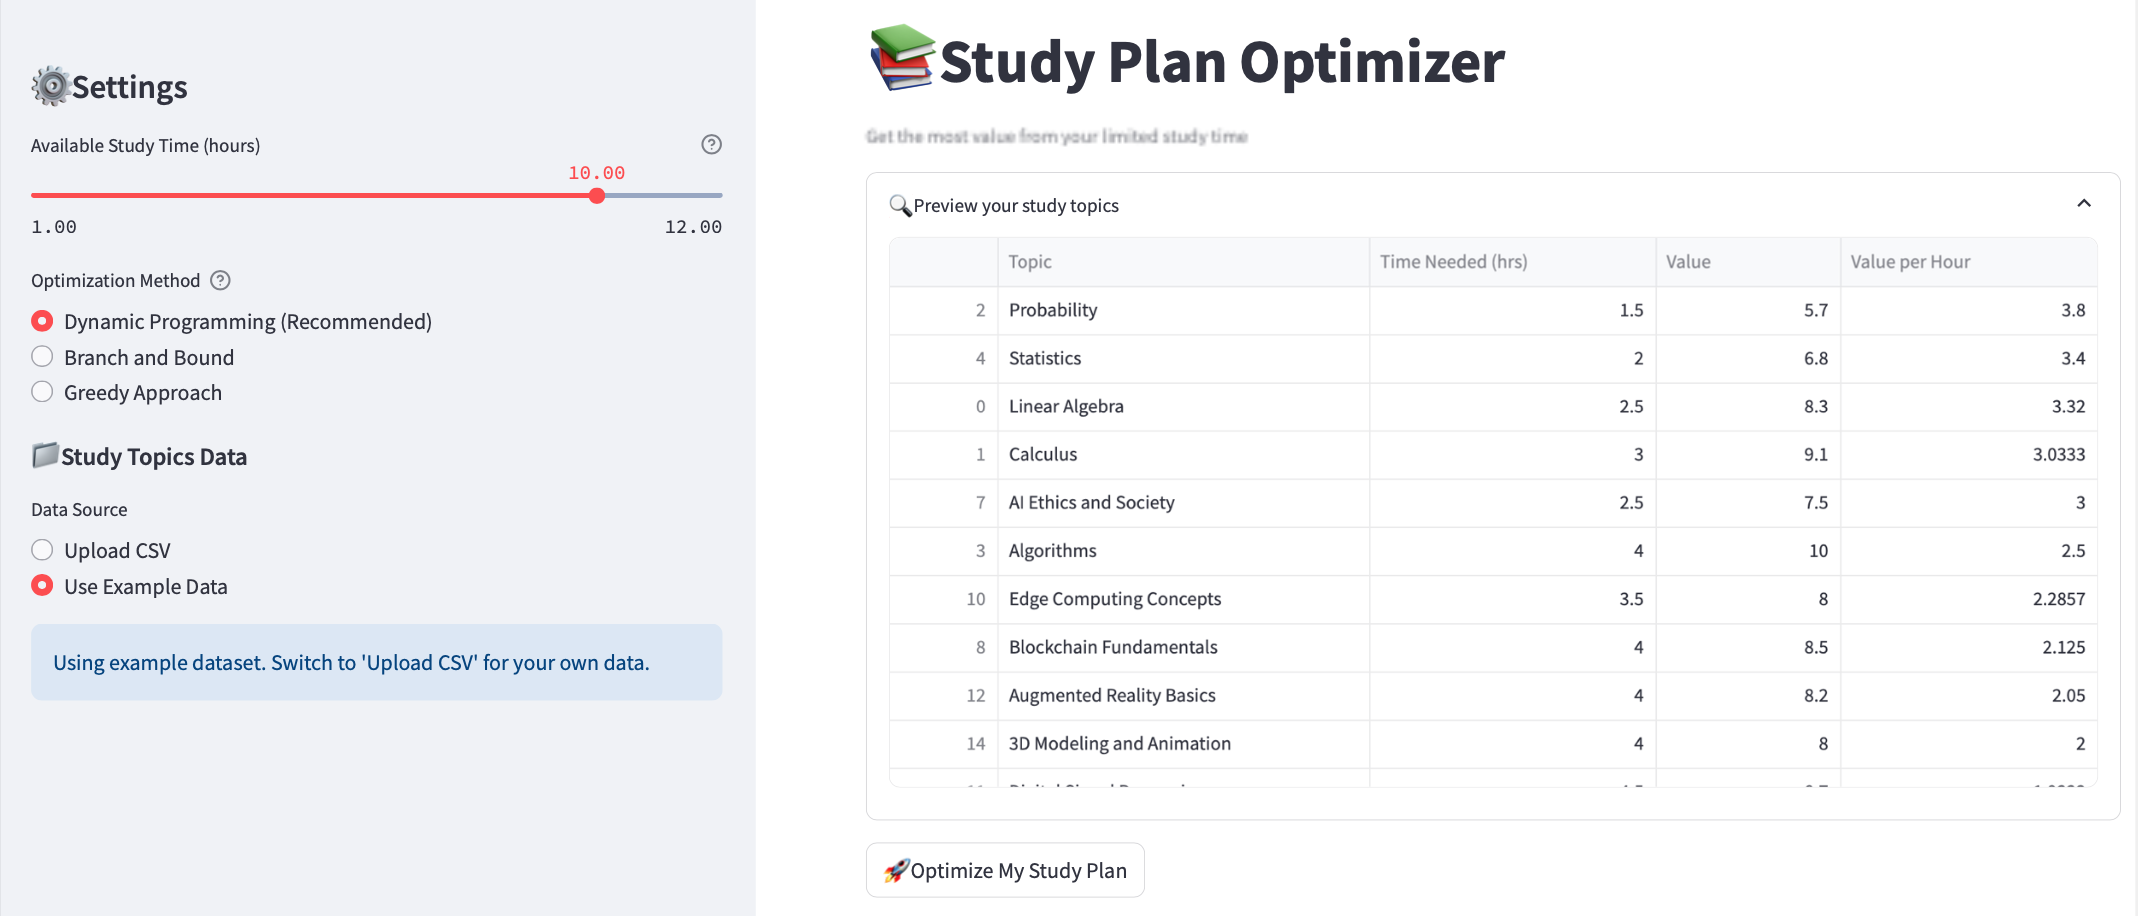 Settings
Available Study Time (hours)
10.00
1.00
12.00
Optimization Method
Dynamic Programming (Recommended)
Branch and Bound
Greedy Approach
Study Topics Data
Data Source
Upload CSV
Use Example Data
Using example dataset. Switch to 'Upload CSV' for your own data.
Study Plan Optimizer
Get the most value from your limited study time
Preview your study topics
Topic Time Needed (hrs) Value Value per Hour
2 Probability 1.5 5.7 3.8
4 Statistics 2 6.8 3.4
0 Linear Algebra 2.5 8.3 3.32
1 Calculus 3 9.1 3.0333
7 AI Ethics and Society 2.5 7.5 3
3 Algorithms 4 10 2.5
10 Edge Computing Concepts 3.5 8 2.2857
8 Blockchain Fundamentals 4 8.5 2.125
12 Augmented Reality Basics 4 8.2 2.05
14 3D Modeling and Animation 4 8 2
Optimize My Study Plan